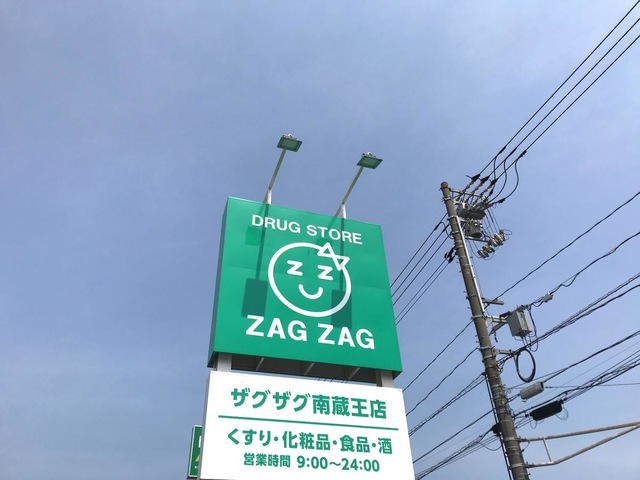 DRUG STORE
z z
ZAG ZAG
ザグザグ南蔵王店
くすり・化粧品・食品・酒
営業時間 9:00～24:00